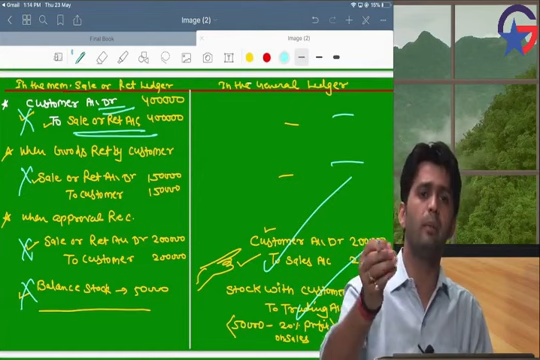 Gmail 1:14 PM Thu 23 May
18%
Image (2)
Final Book
Image (2)
In the mem. Sale or Ret Ledger
In the General Ledger
Customer A/c Dr 400000
To Sale or Ret A/c 400000
When Goods Ret by Customer
Sale or Ret A/c Dr 150000
To Customer 150000
When approval Rec.
Sale or Ret A/c Dr 200000
To Customer 200000
Balance Stock → 50000
Customer A/c Dr 200000
To Sales A/c
Stock with Customer
To Trading A/c
(50000 - 20% Profit
on Sales
G